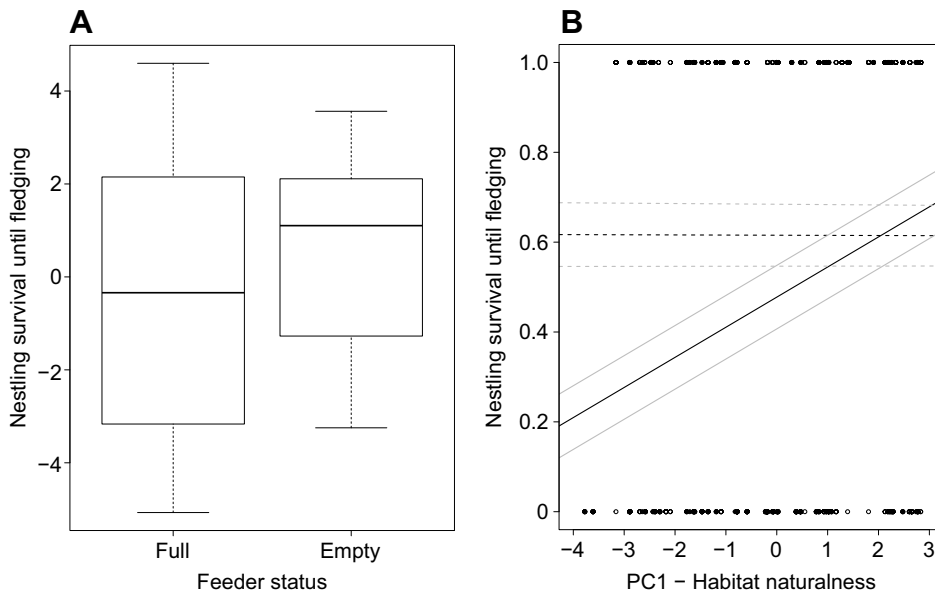 A
Nestling survival until fledging
4
2
0
−2
−4
Full Empty
Feeder status
B
Nestling survival until fledging
1.0
0.8
0.6
0.4
0.2
0
−4 −3 −2 −1 0 1 2 3
PC1 − Habitat naturalness